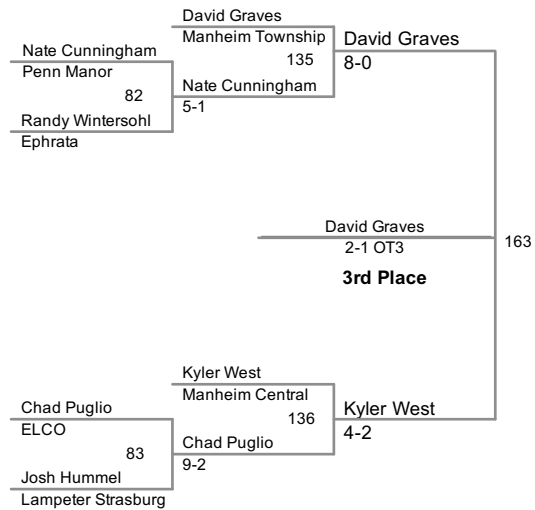 David Graves
Manheim Township
Nate Cunningham
Penn Manor
135
David Graves
8-0
82
Nate Cunningham
5-1
Randy Wintersohl
Ephrata
David Graves
2-1 OT3
163
3rd Place
Kyler West
Manheim Central
Chad Puglio
ELCO
136
Kyler West
4-2
83
Chad Puglio
9-2
Josh Hummel
Lampeter Strasburg